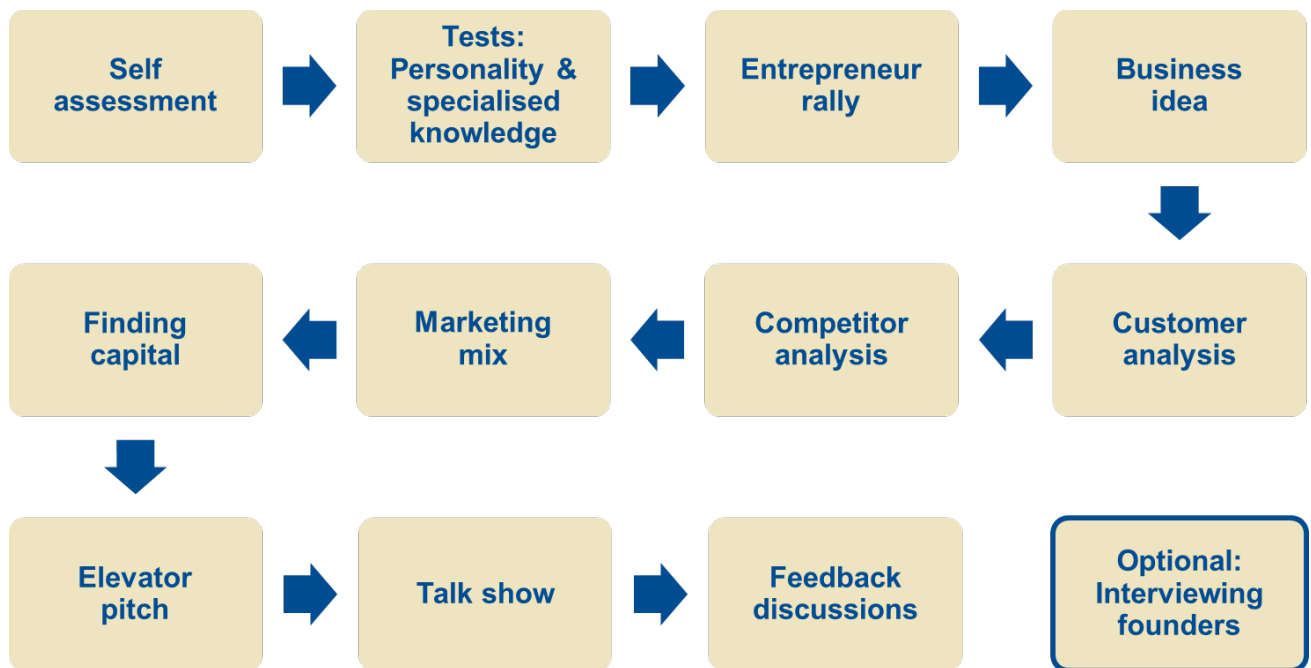 Self
assessment
Tests:
Personality &
specialised
knowledge
Entrepreneur
rally
Business
idea
Finding
capital
Marketing
mix
Competitor
analysis
Customer
analysis
Elevator
pitch
Talk show
Feedback
discussions
Optional:
Interviewing
founders